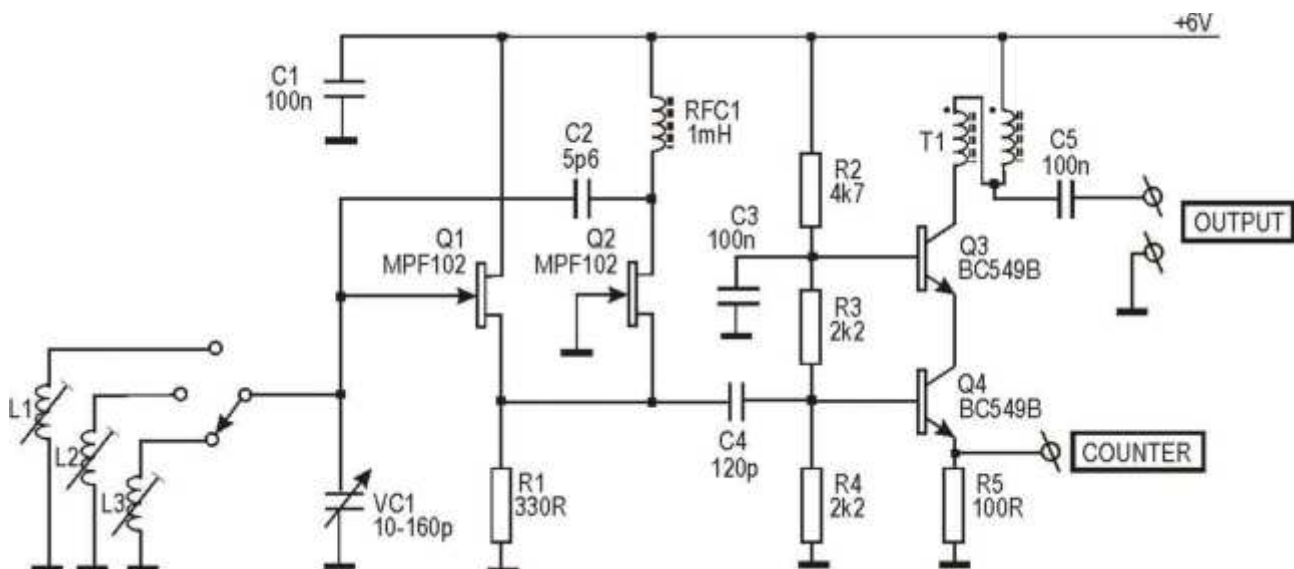 +6V
C1
100n
RFC1
1mH
C2
5p6
T1
C5
100n
R2
4k7
C3
100n
OUTPUT
Q1
MPF102
Q2
MPF102
Q3
BC549B
R3
2k2
L1
L2
L3
Q4
BC549B
C4
120p
COUNTER
VC1
10-160p
R1
330R
R4
2k2
R5
100R